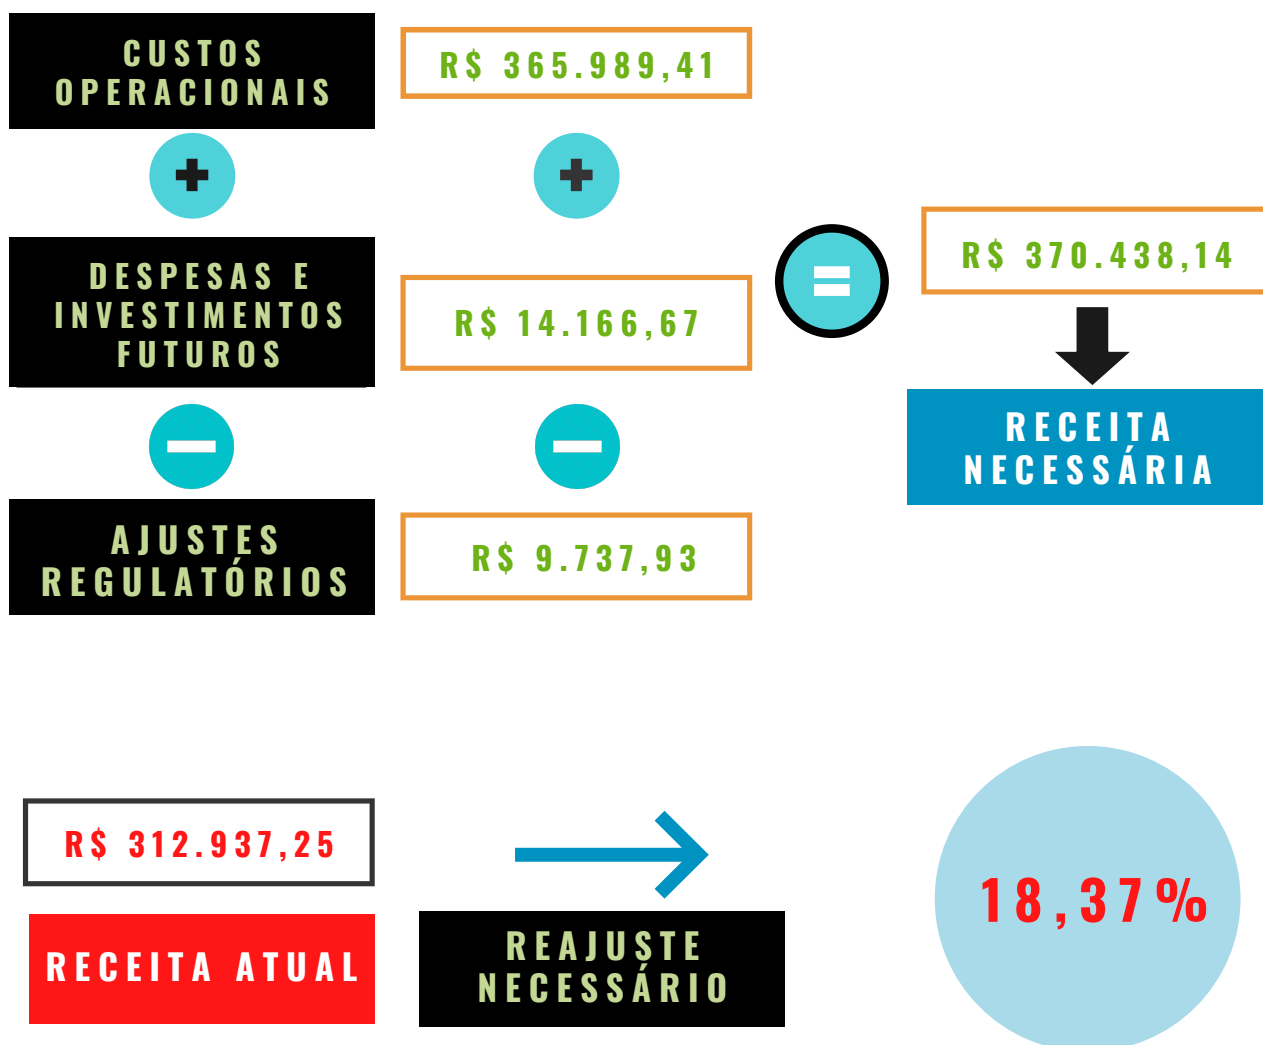 CUSTOS
OPERACIONAIS
R$ 365.989,41
+
+
DESPESAS E
INVESTIMENTOS
FUTUROS
R$ 14.166,67
=
R$ 370.438,14
RECEITA
NECESSÁRIA
-
-
AJUSTES
REGULATÓRIOS
R$ 9.737,93
R$ 312.937,25
RECEITA ATUAL
REAJUSTE
NECESSÁRIO
18,37%